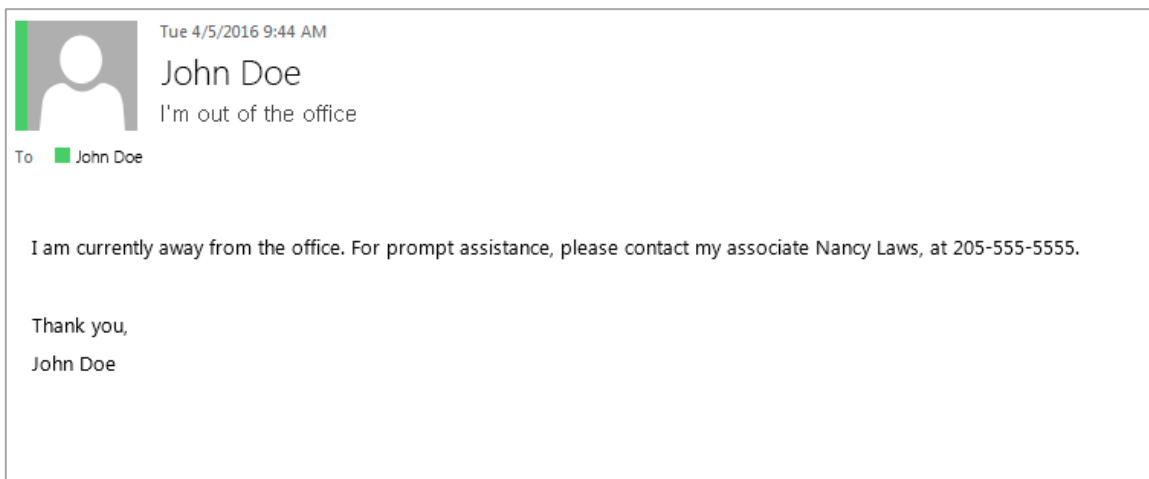 Tue 4/5/2016 9:44 AM
John Doe
I'm out of the office
To John Doe
I am currently away from the office. For prompt assistance, please contact my associate Nancy Laws, at 205-555-5555.
Thank you,
John Doe